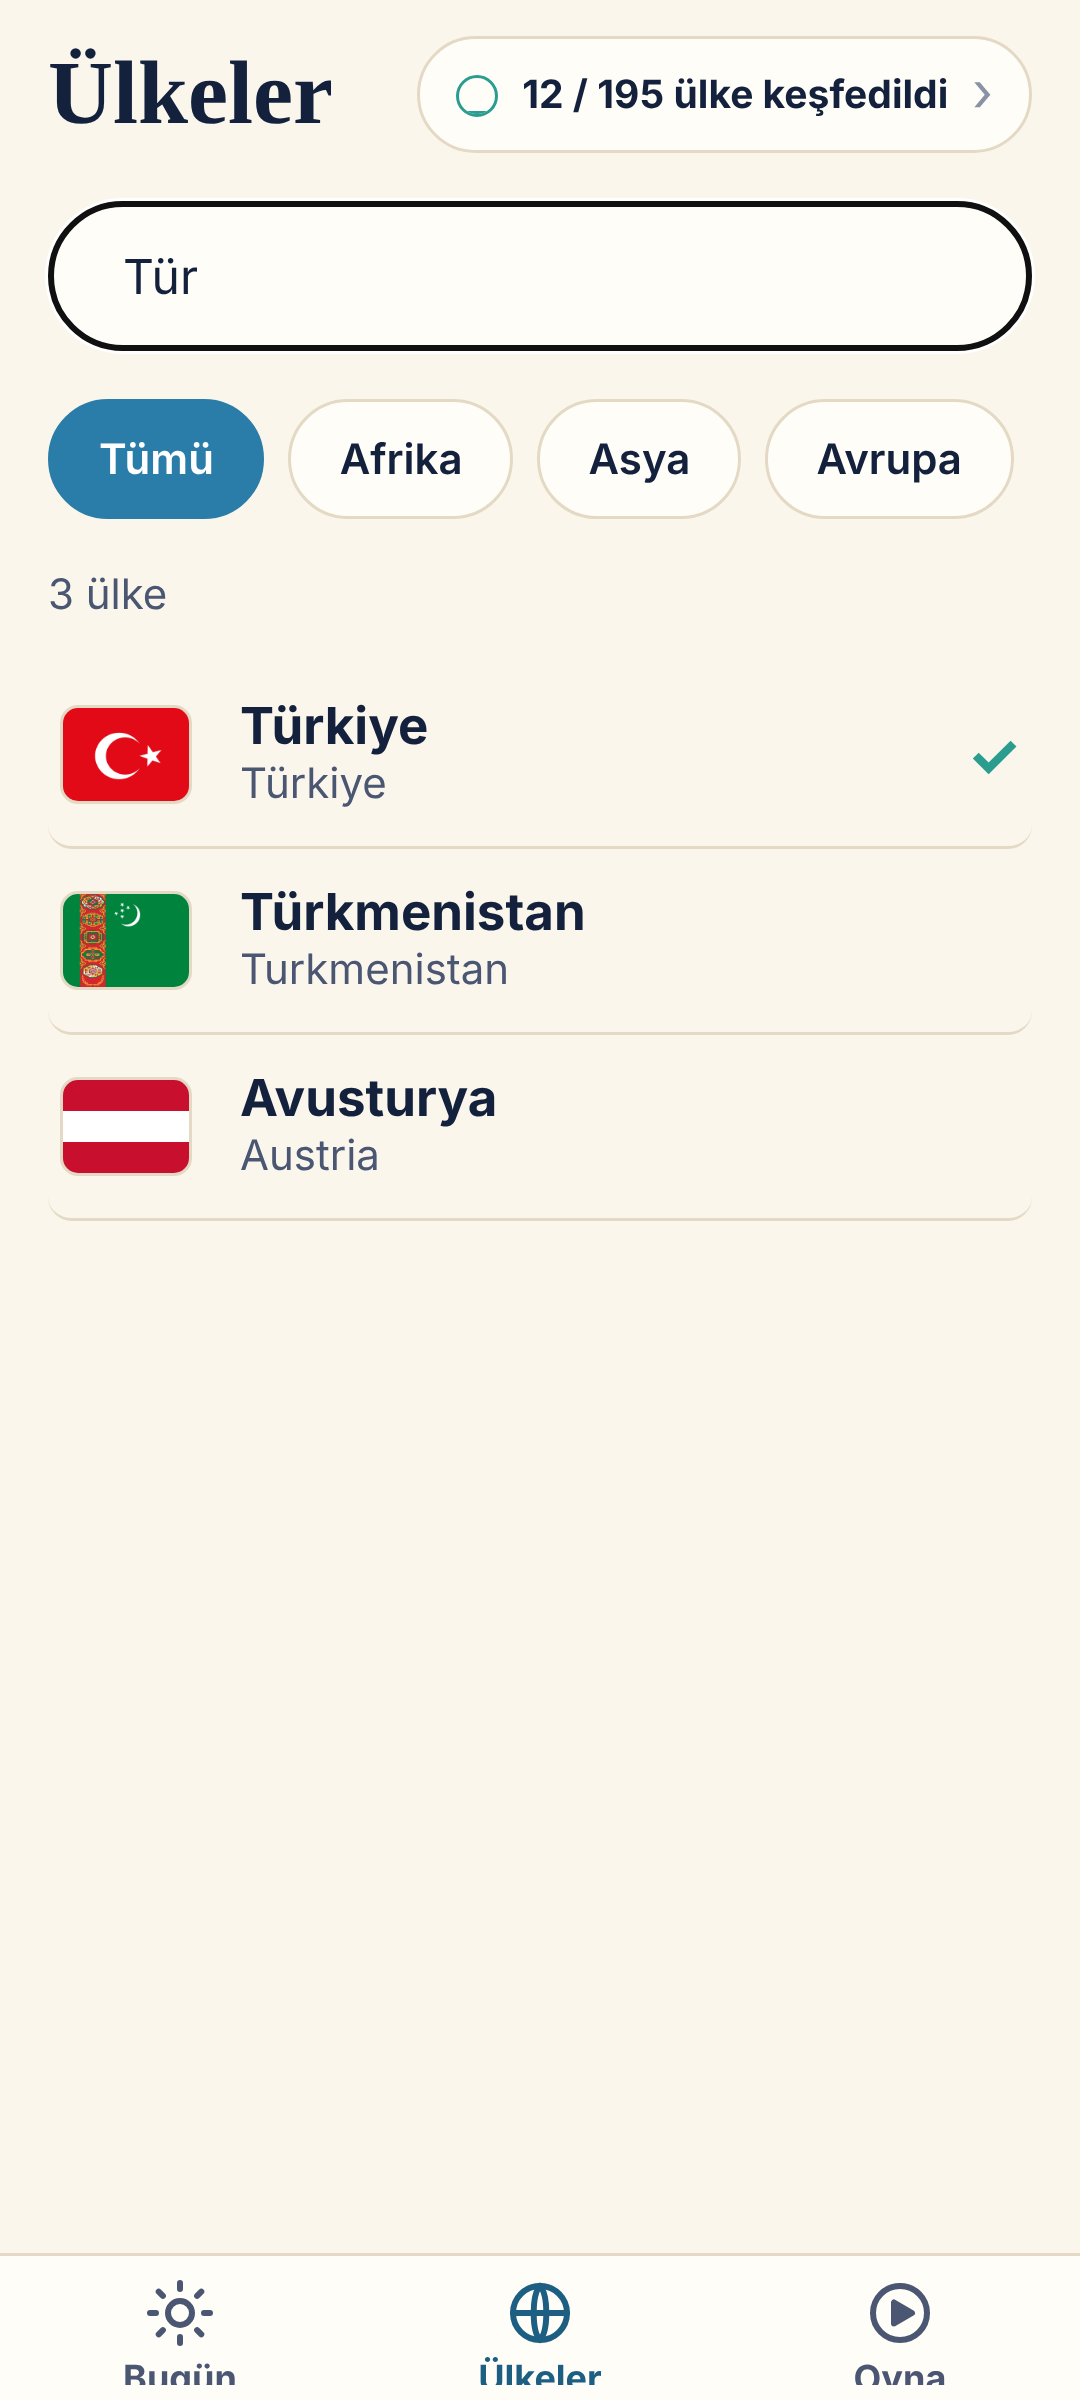 Ülkeler
12 / 195 ülke keşfedildi
Tür
Tümü
Afrika
Asya
Avrupa
3 ülke
Türkiye
Türkiye
Türkmenistan
Turkmenistan
Avusturya
Austria
Bugün
Ülkeler
Oyna